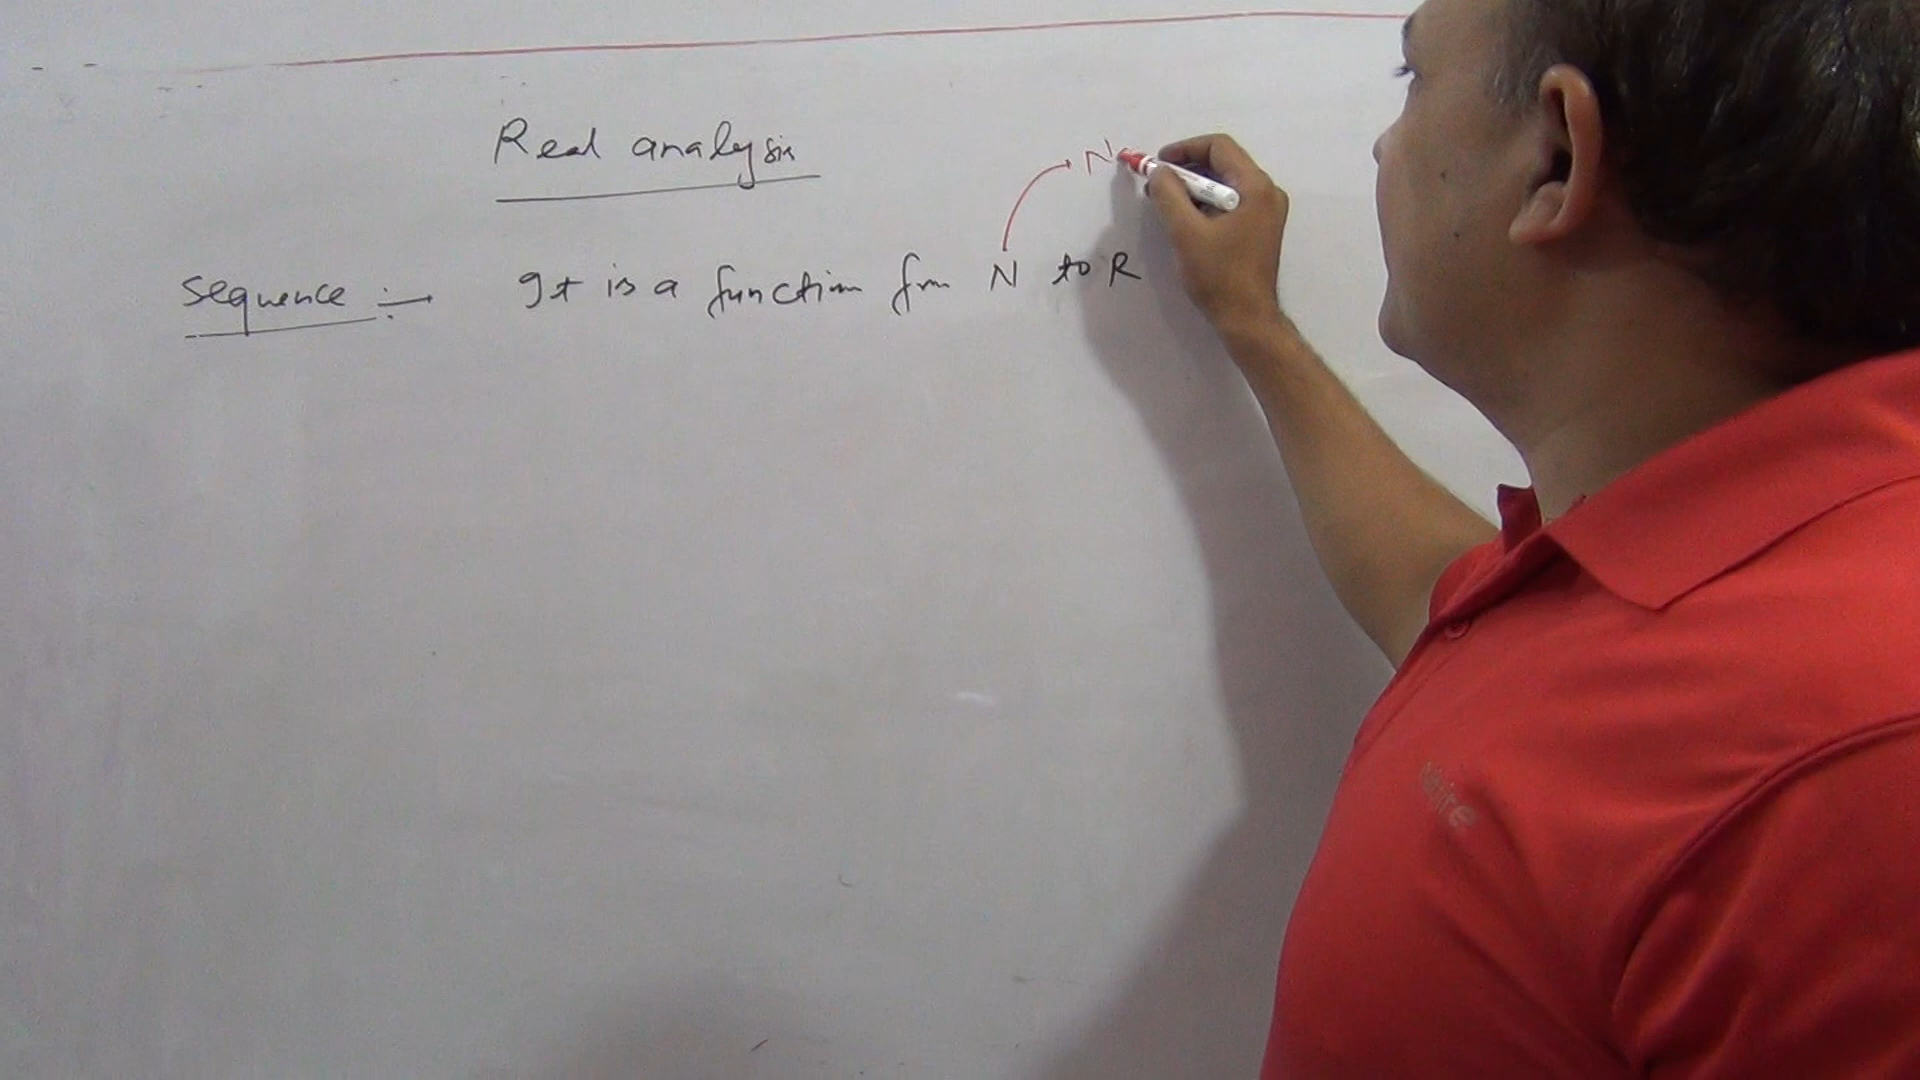 Real analysis
N
Sequence :→ It is a function from N to R